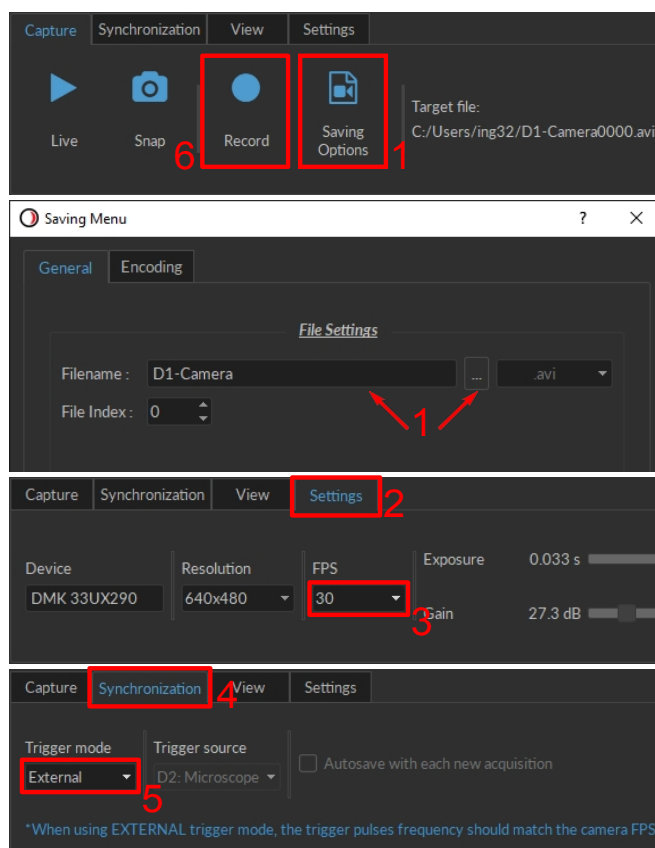 Capture Synchronization View Settings
Target file:
C:/Users/ing32/D1-Camera0000.avi
Live Snap 6 Record Saving Options 1
Saving Menu ? ×
General Encoding
File Settings
Filename : D1-Camera ... .avi
File Index : 0
1
Capture Synchronization View Settings 2
Device Resolution FPS Exposure 0.033 s
DMK 33UX290 640x480 30 3 Gain 27.3 dB
Capture Synchronization 4 View Settings
Trigger mode Trigger source
External D2: Microscope Autosave with each new acquisition
5
*When using EXTERNAL trigger mode, the trigger pulses frequency should match the camera FPS